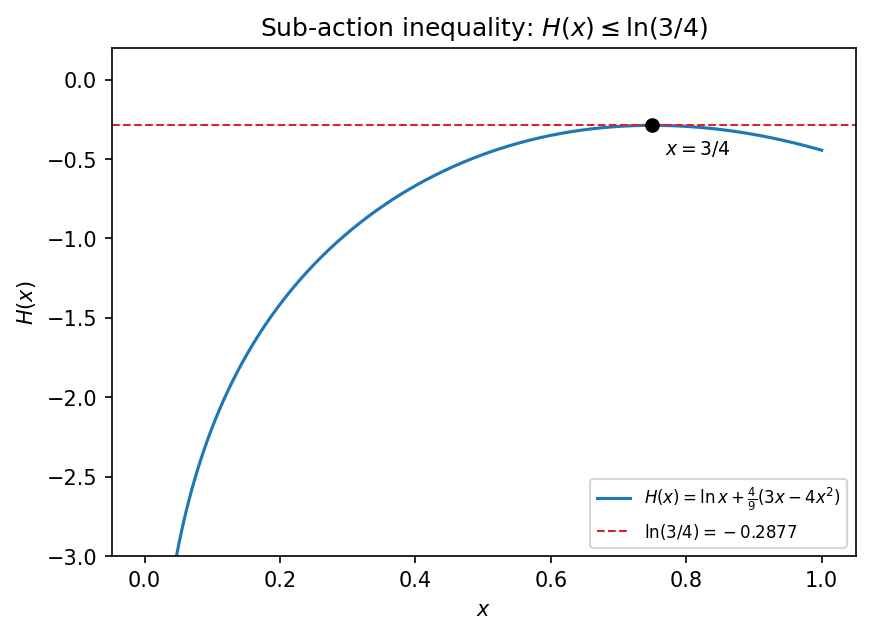 Sub-action inequality: H(x) ≤ ln(3/4)
0.0
−0.5
−1.0
−1.5
−2.0
−2.5
−3.0
H(x)
x = 3/4
H(x) = ln x + 4/9(3x − 4x²)
ln(3/4) = −0.2877
0.0 0.2 0.4 0.6 0.8 1.0
x